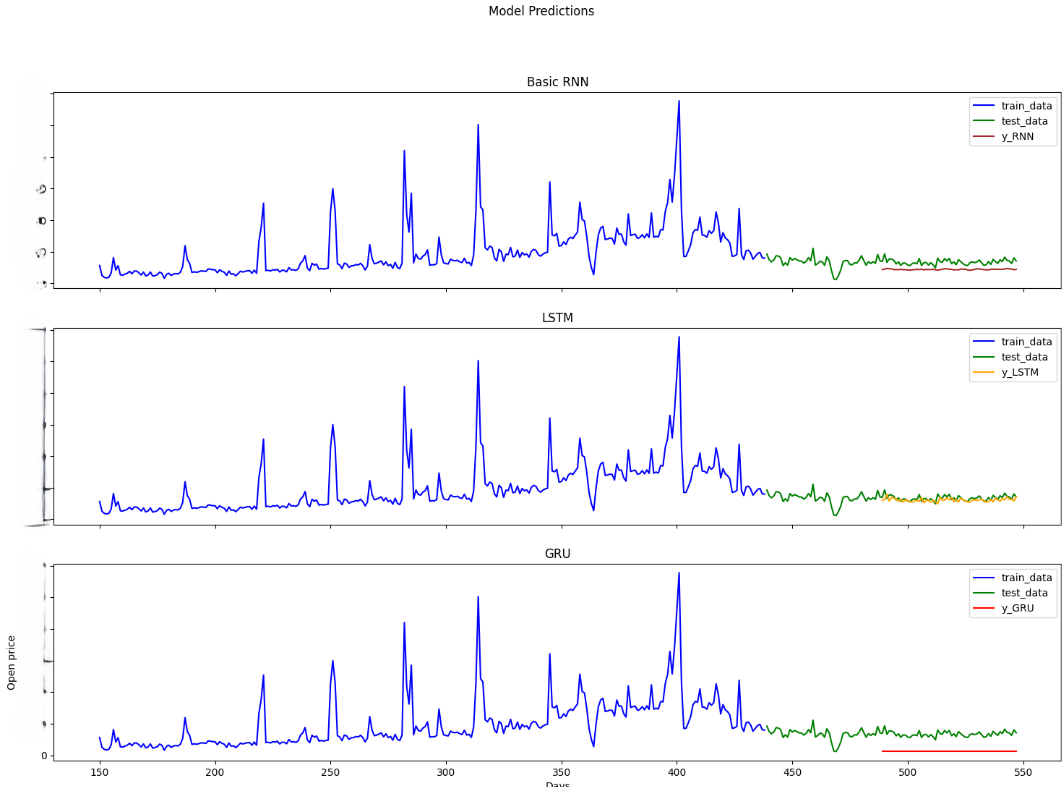 Model Predictions
Basic RNN
train_data
test_data
y_RNN
LSTM
train_data
test_data
y_LSTM
GRU
train_data
test_data
y_GRU
Open price
0
150 200 250 300 350 400 450 500 550
Days